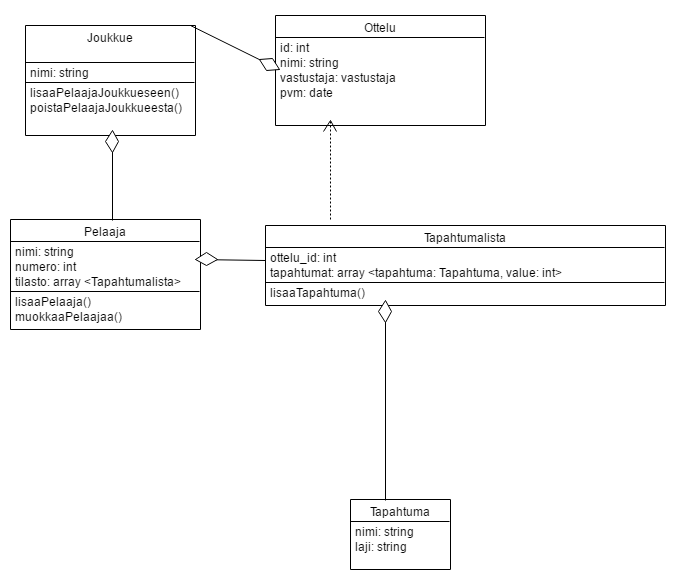 Joukkue
nimi: string
lisaaPelaajaJoukkueseen()
poistaPelaajaJoukkueesta()
Ottelu
id: int
nimi: string
vastustaja: vastustaja
pvm: date
Pelaaja
nimi: string
numero: int
tilasto: array <Tapahtumalista>
lisaaPelaaja()
muokkaaPelaajaa()
Tapahtumalista
ottelu_id: int
tapahtumat: array <tapahtuma: Tapahtuma, value: int>
lisaaTapahtuma()
Tapahtuma
nimi: string
laji: string